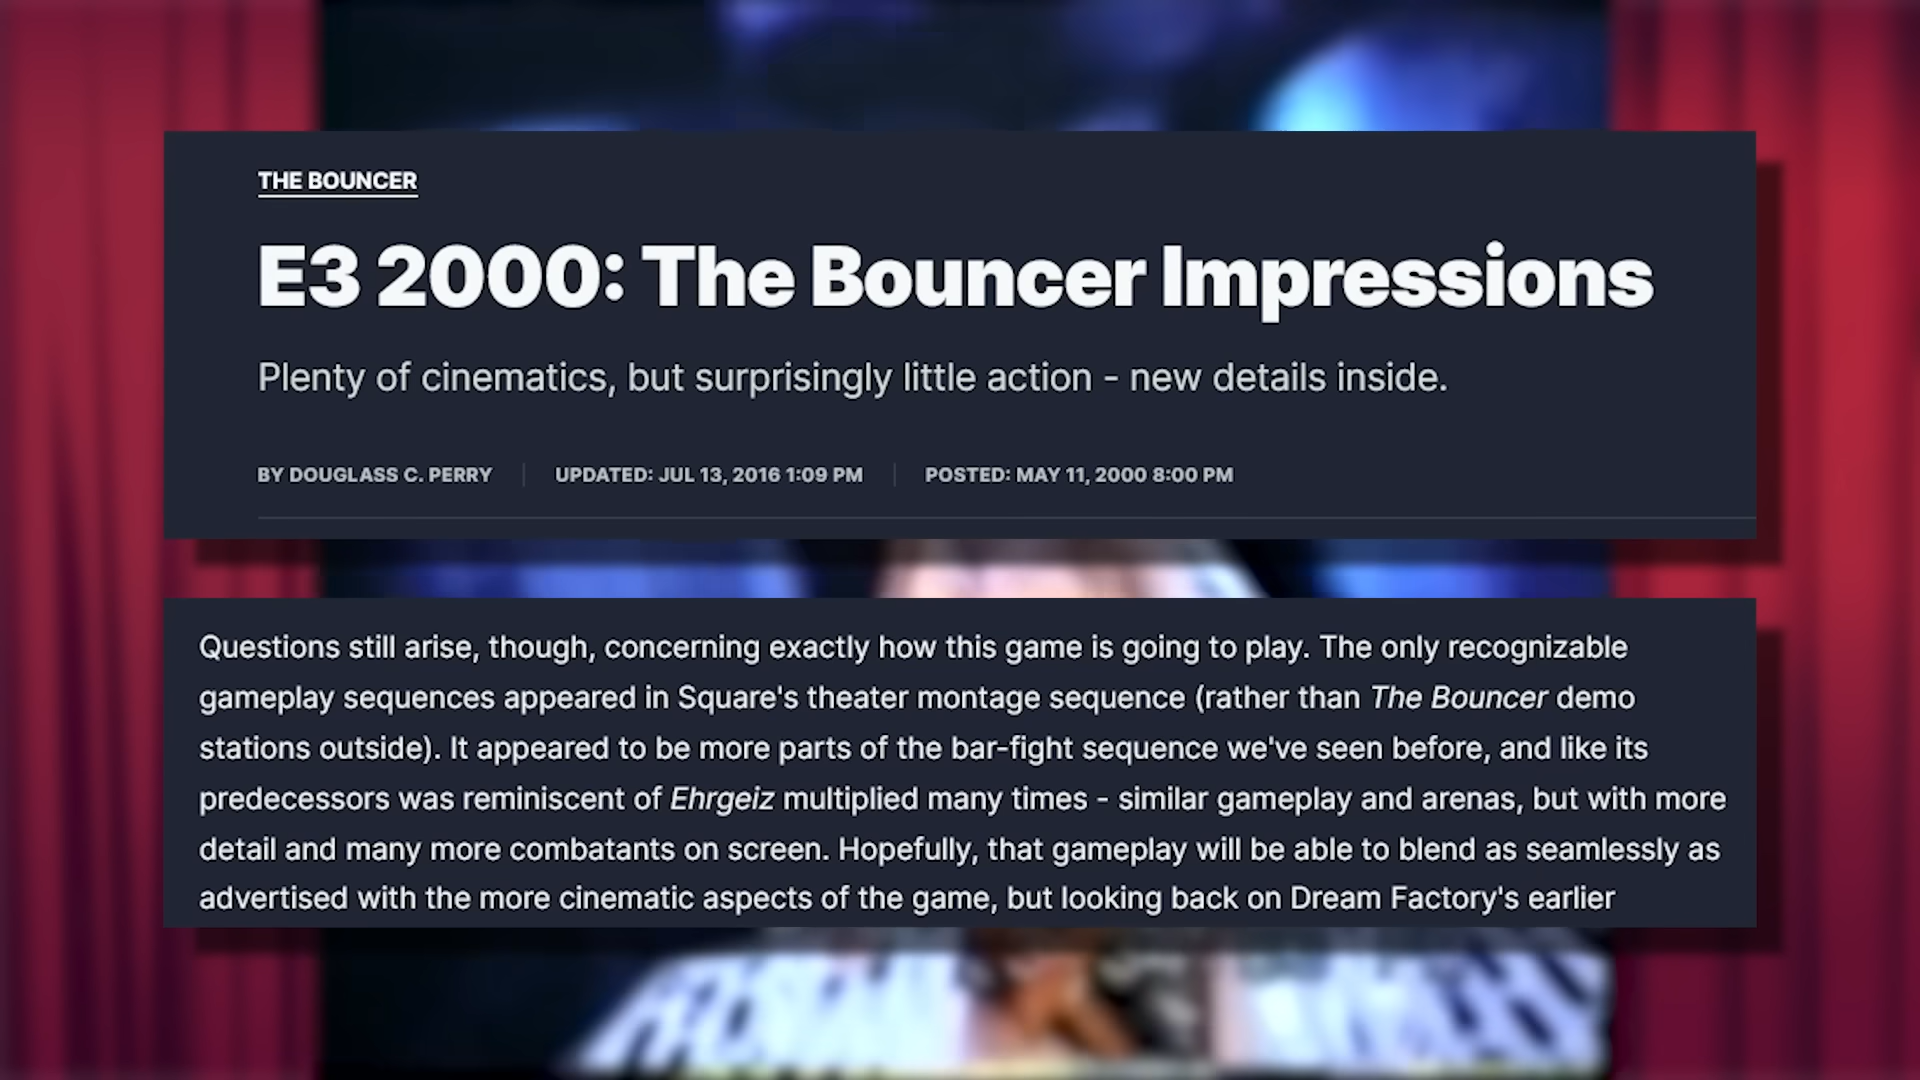 THE BOUNCER
E3 2000: The Bouncer Impressions
Plenty of cinematics, but surprisingly little action - new details inside.
BY DOUGLASS C. PERRY UPDATED: JUL 13, 2016 1:09 PM POSTED: MAY 11, 2000 8:00 PM
Questions still arise, though, concerning exactly how this game is going to play. The only recognizable
gameplay sequences appeared in Square's theater montage sequence (rather than The Bouncer demo
stations outside). It appeared to be more parts of the bar-fight sequence we've seen before, and like its
predecessors was reminiscent of Ehrgeiz multiplied many times - similar gameplay and arenas, but with more
detail and many more combatants on screen. Hopefully, that gameplay will be able to blend as seamlessly as
advertised with the more cinematic aspects of the game, but looking back on Dream Factory's earlier